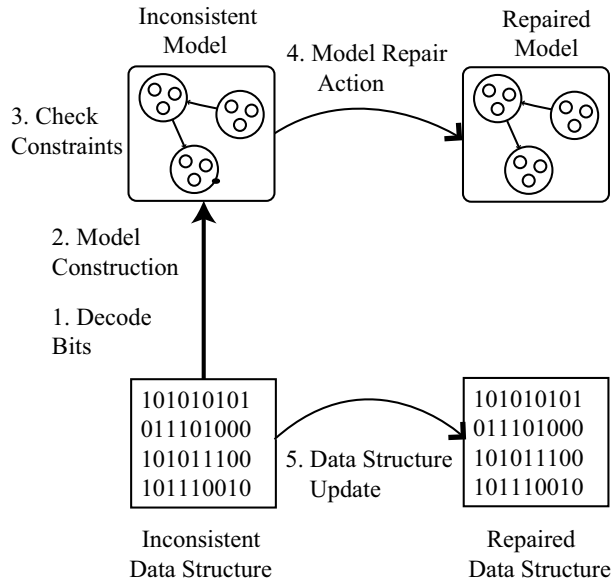 Inconsistent
Model
Repaired
Model
4. Model Repair
Action
3. Check
Constraints
2. Model
Construction
1. Decode
Bits
101010101
011101000
101011100
101110010
5. Data Structure
Update
101010101
011101000
101011100
101110010
Inconsistent
Data Structure
Repaired
Data Structure